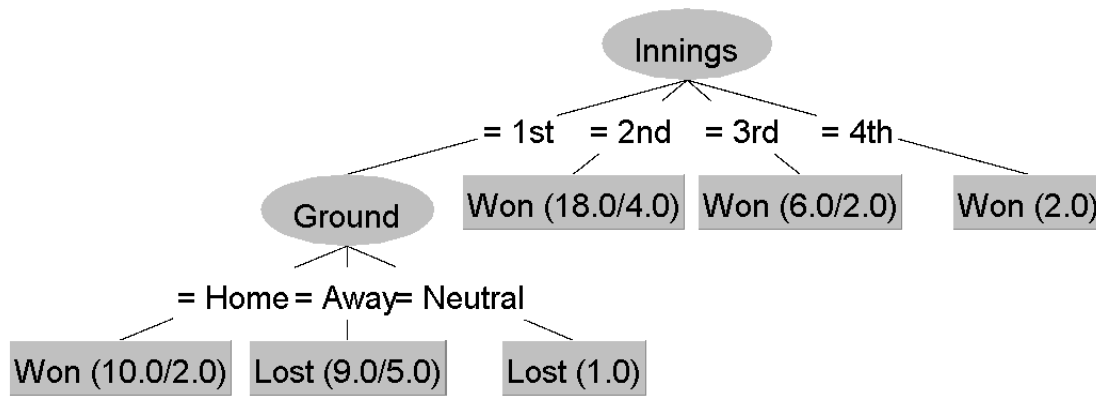 Innings
= 1st = 2nd = 3rd = 4th
Ground Won (18.0/4.0) Won (6.0/2.0) Won (2.0)
= Home = Away = Neutral
Won (10.0/2.0) Lost (9.0/5.0) Lost (1.0)